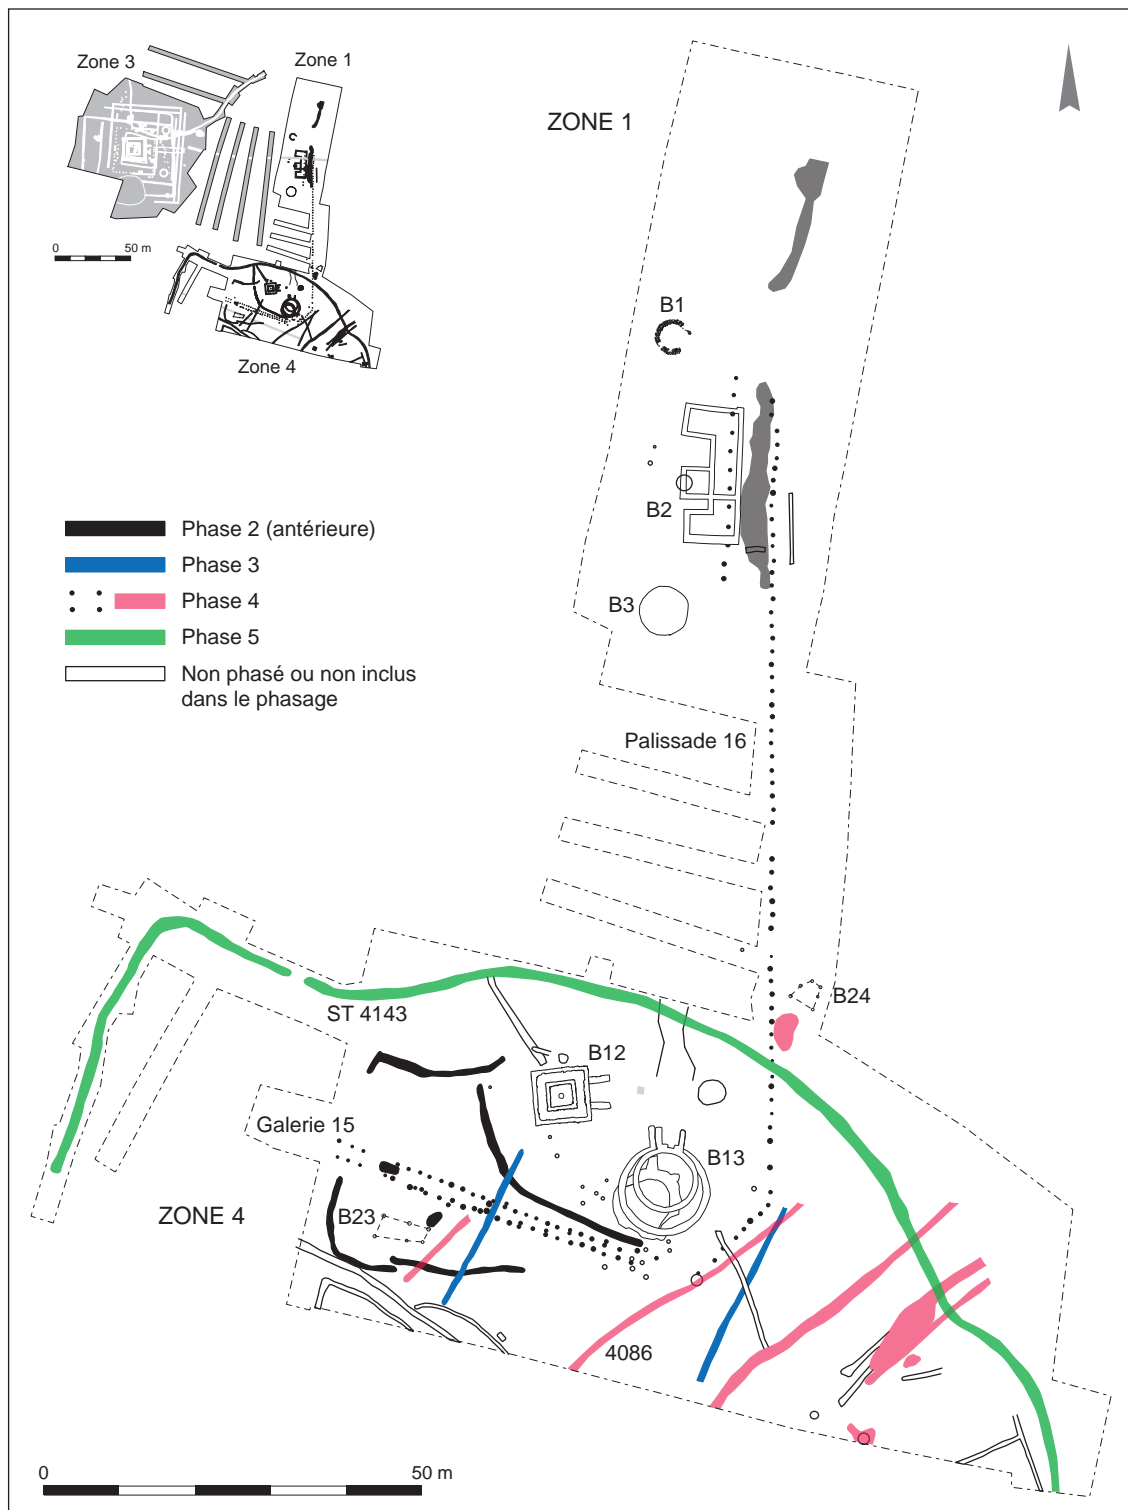 Zone 3
Zone 1
0
50 m
Zone 4
ZONE 1
B1
B2
B3
Phase 2 (antérieure)
Phase 3
Phase 4
Phase 5
Non phasé ou non inclus
dans le phasage
Palissade 16
B24
ST 4143
B12
Galerie 15
B13
ZONE 4
B23
4086
0
50 m